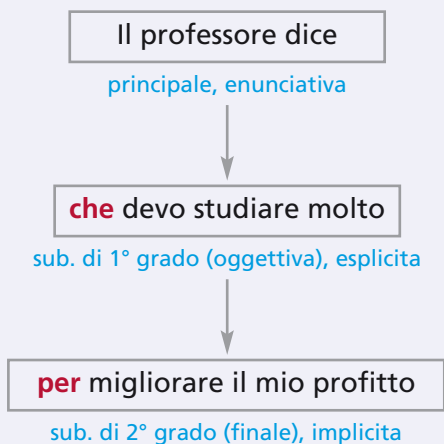 Il professore dice
principale, enunciativa
che devo studiare molto
sub. di 1° grado (oggettiva), esplicita
per migliorare il mio profitto
sub. di 2° grado (finale), implicita